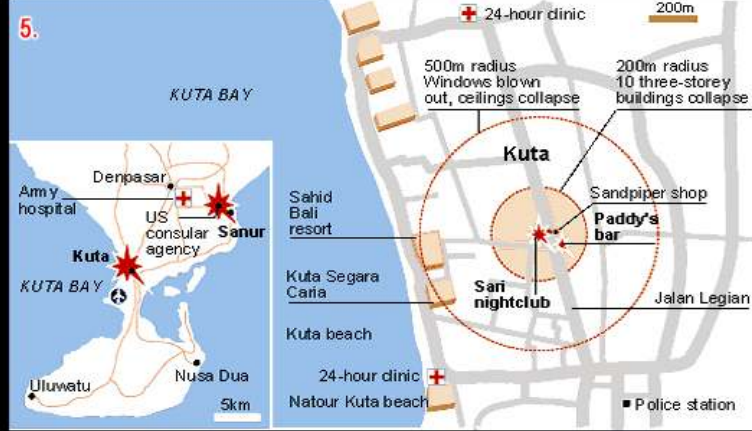 5.
24-hour clinic
200m
500m radius
Windows blown
out, ceilings collapse
200m radius
10 three-storey
buildings collapse
KUTA BAY
Kuta
Denpasar
Army
hospital
US
consular
agency
Sanur
Kuta
KUTA BAY
Uluwatu
Nusa Dua
5km
Sahid
Bali
resort
Sandpiper shop
Paddy's
bar
Kuta Segara
Caria
Sari
nightclub
Jalan Legian
Kuta beach
24-hour clinic
Natour Kuta beach
Police station